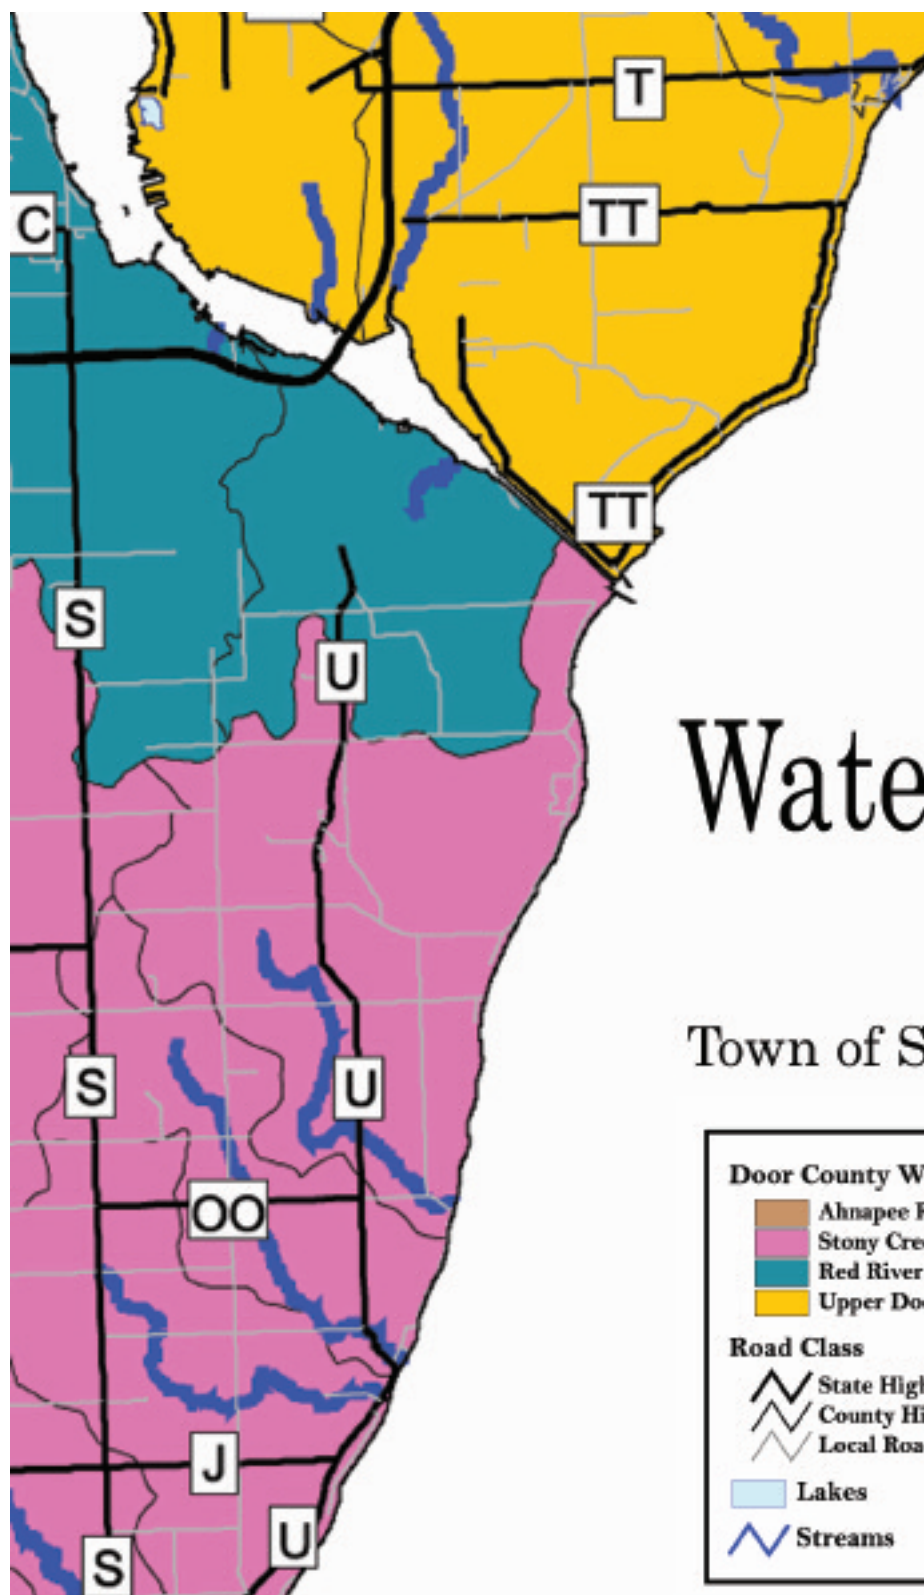 T
C
TT
TT
S
U
Wate
Town of S
S
U
OO
J
U
S
Door County W
Ahnapee R
Stony Cre
Red River
Upper Doo
Road Class
State High
County Hi
Local Roa
Lakes
Streams